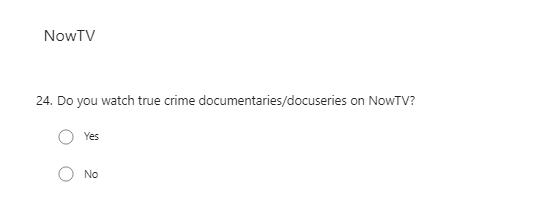 NowTV
24. Do you watch true crime documentaries/docuseries on NowTV?
Yes
No